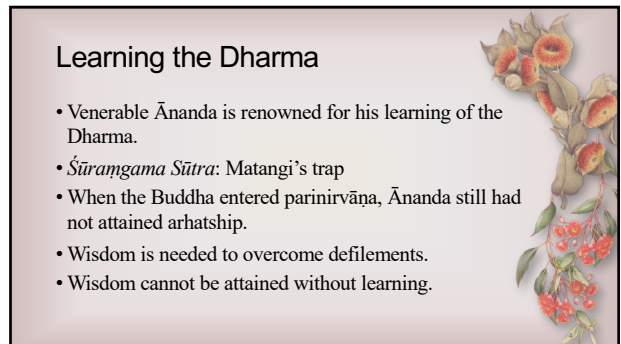 Learning the Dharma
• Venerable Ānanda is renowned for his learning of the
Dharma.
• Śūraṃgama Sūtra: Matangi’s trap
• When the Buddha entered parinirvāṇa, Ānanda still had
not attained arhatship.
• Wisdom is needed to overcome defilements.
• Wisdom cannot be attained without learning.